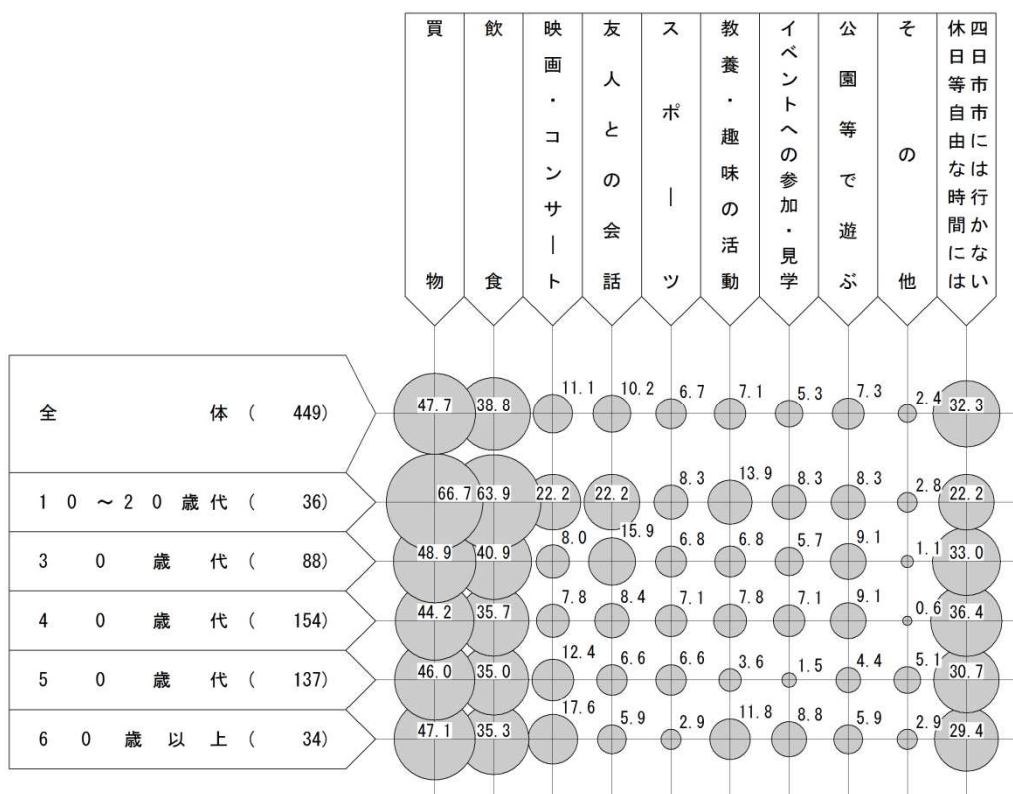 買物
飲食
映画・コンサート
友人との会話
スポーツ
教養・趣味の活動
イベントへの参加・見学
公園等で遊ぶ
その他
四日市市には行かない
休日等自由な時間には
全体( 449) 47.7 38.8 11.1 10.2 6.7 7.1 5.3 7.3 2.4 32.3
10~20歳代( 36) 66.7 63.9 22.2 22.2 8.3 13.9 8.3 8.3 2.8 22.2
30歳代( 88) 48.9 40.9 8.0 15.9 6.8 6.8 5.7 9.1 1.1 33.0
40歳代( 154) 44.2 35.7 7.8 8.4 7.1 7.8 7.1 9.1 0.6 36.4
50歳代( 137) 46.0 35.0 12.4 6.6 6.6 3.6 1.5 4.4 5.1 30.7
60歳以上( 34) 47.1 35.3 17.6 5.9 2.9 11.8 8.8 5.9 2.9 29.4